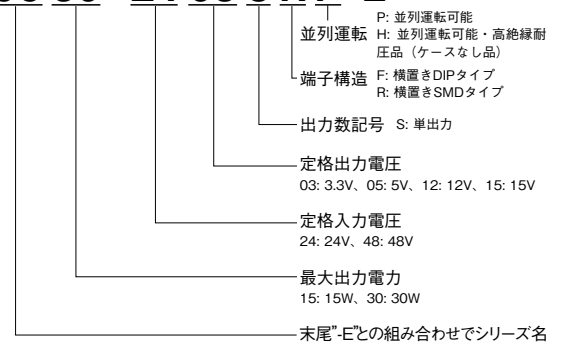 並列運転 P: 並列運転可能
H: 並列運転可能・高絶縁耐
圧品（ケースなし品）
端子構造 F: 横置きDIPタイプ
R: 横置きSMDタイプ
出力数記号 S: 単出力
定格出力電圧
03: 3.3V、05: 5V、12: 12V、15: 15V
定格入力電圧
24: 24V、48: 48V
最大出力電力
15: 15W、30: 30W
末尾”-E”との組み合わせでシリーズ名